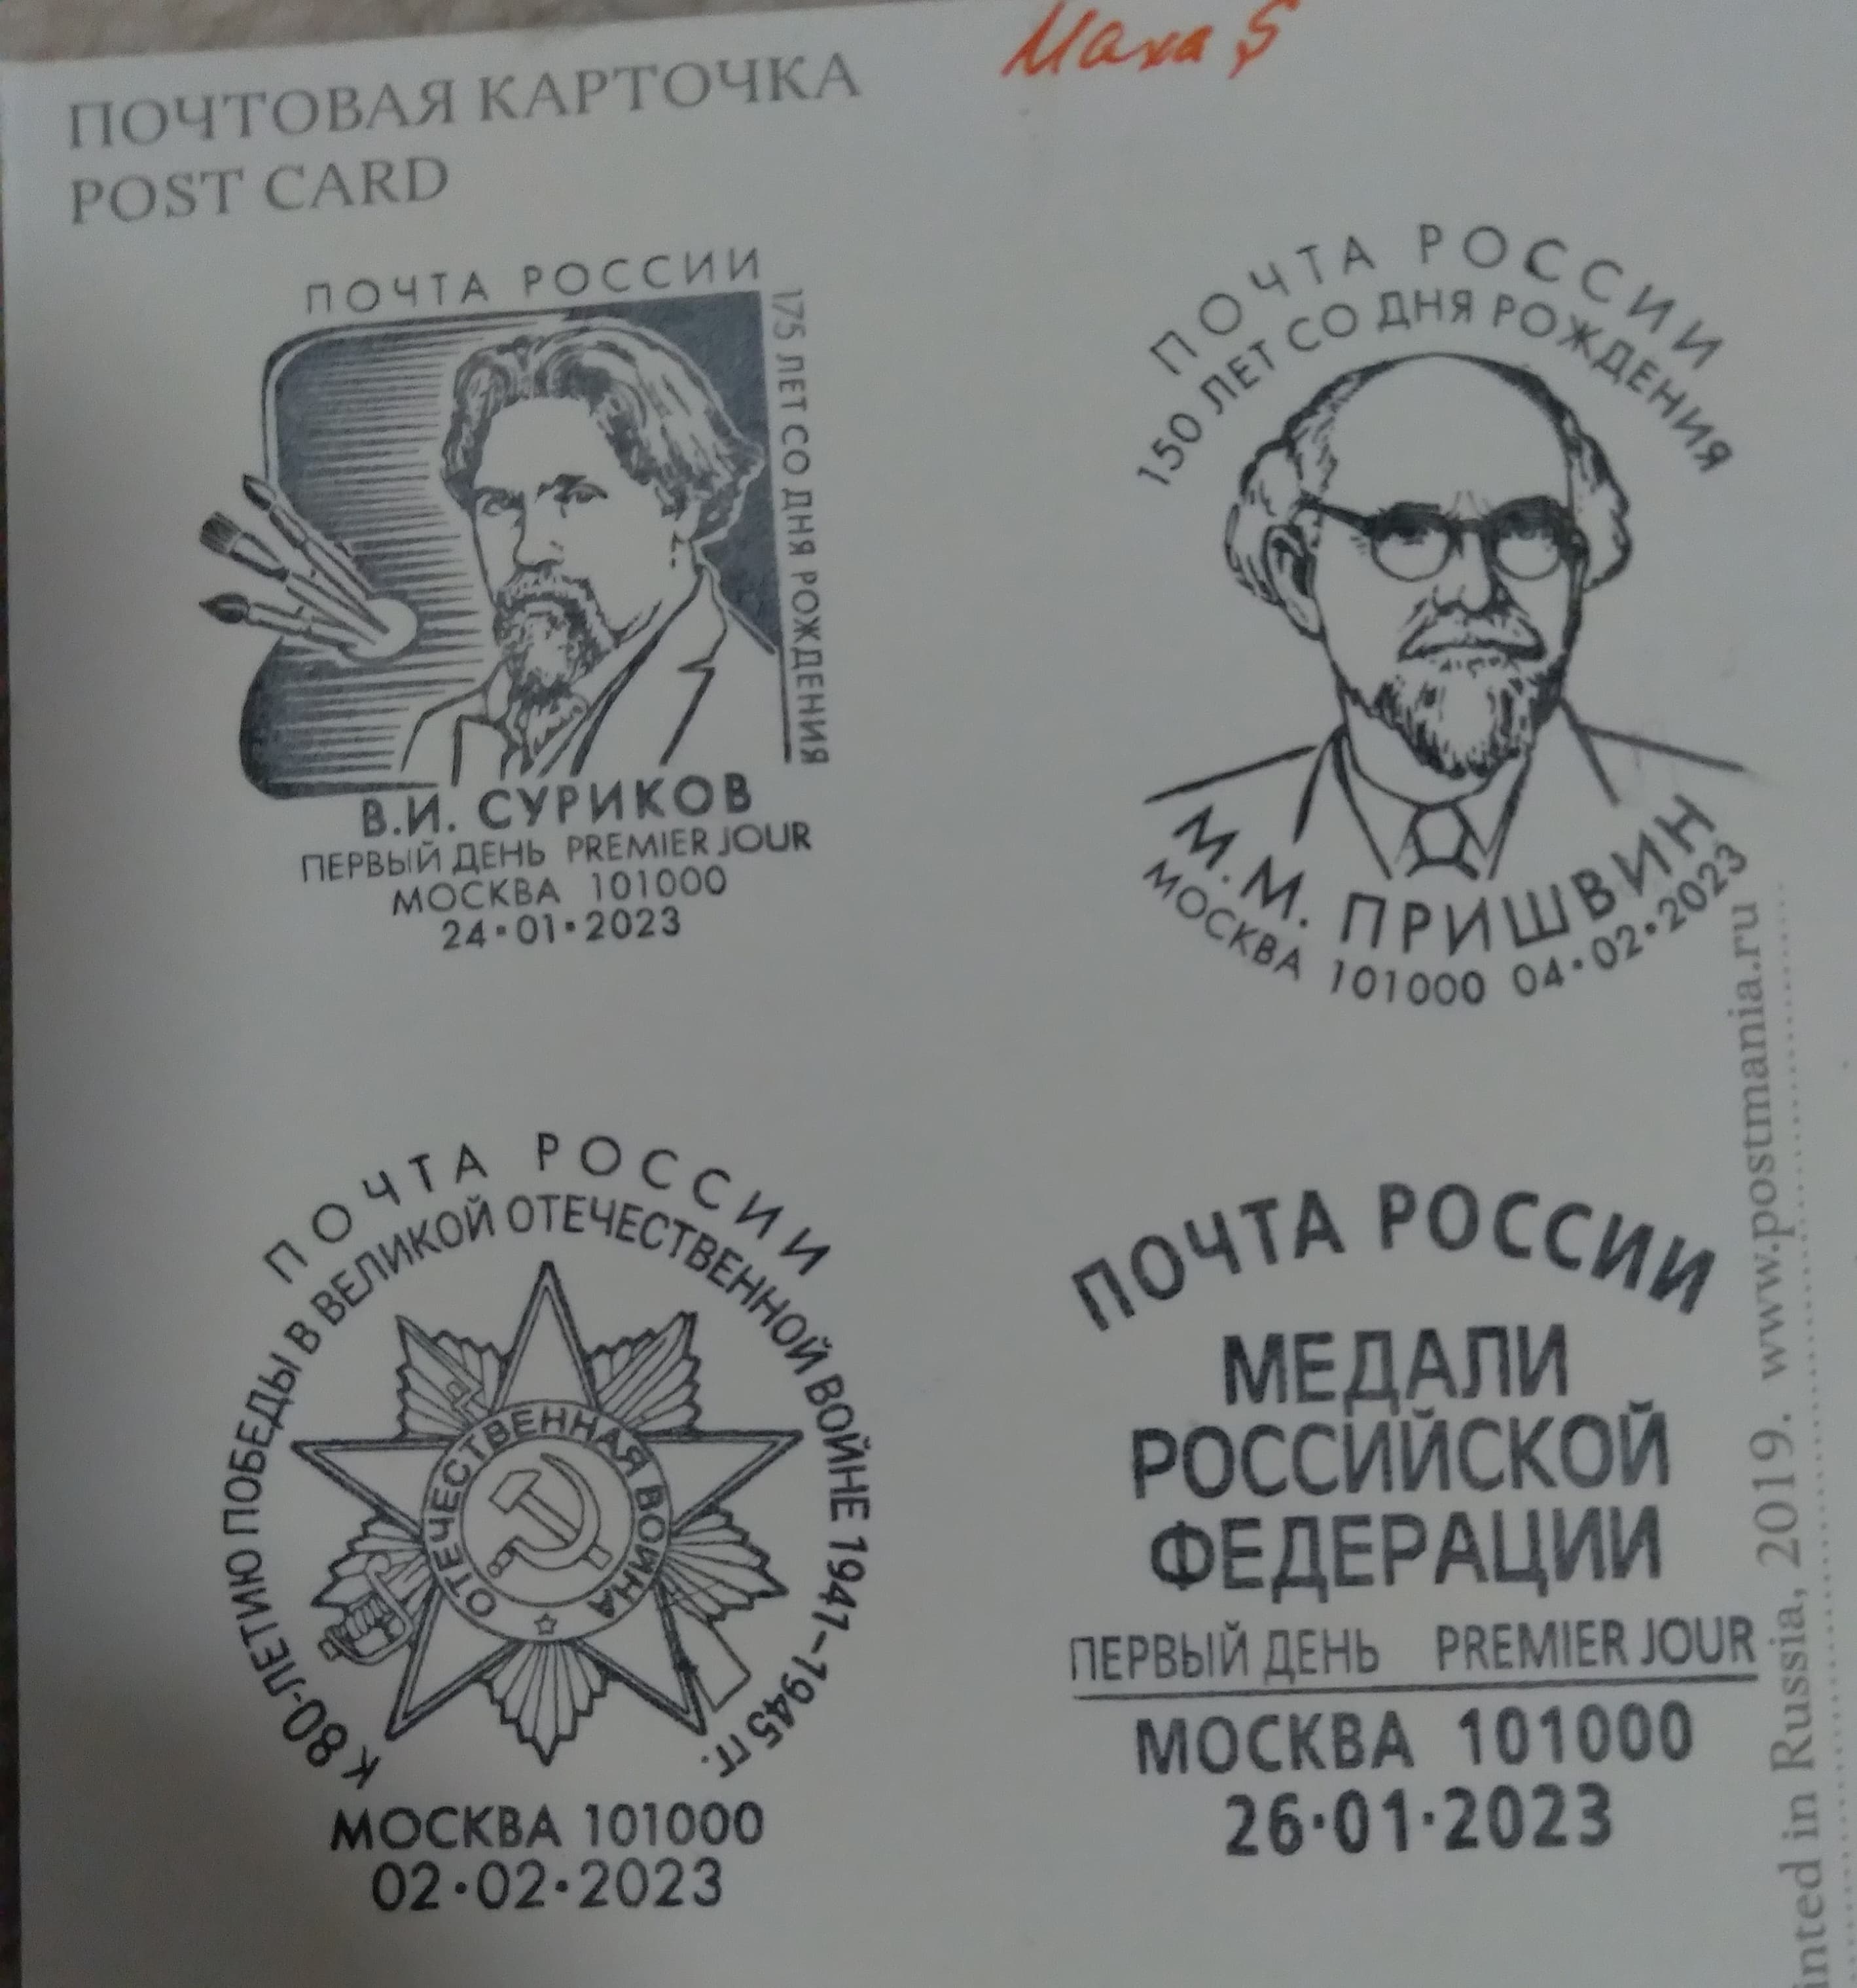 ПОЧТОВАЯ КАРТОЧКА
POST CARD
ПОЧТА РОССИИ
175 ЛЕТ СО ДНЯ РОЖДЕНИЯ
В.И. СУРИКОВ
ПЕРВЫЙ ДЕНЬ PREMIER JOUR
МОСКВА 101000
24•01•2023
ПОЧТА РОССИИ
150 ЛЕТ СО ДНЯ РОЖДЕНИЯ
М.М. ПРИШВИН
МОСКВА 101000 04•02•2023
ПОЧТА РОССИИ
К 80-ЛЕТИЮ ПОБЕДЫ В ВЕЛИКОЙ ОТЕЧЕСТВЕННОЙ ВОЙНЕ 1941–1945 гг.
ОТЕЧЕСТВЕННАЯ ВОЙНА
МОСКВА 101000
02•02•2023
ПОЧТА РОССИИ
МЕДАЛИ
РОССИЙСКОЙ
ФЕДЕРАЦИИ
ПЕРВЫЙ ДЕНЬ PREMIER JOUR
МОСКВА 101000
26•01•2023
inted in Russia, 2019. www.postmania.ru